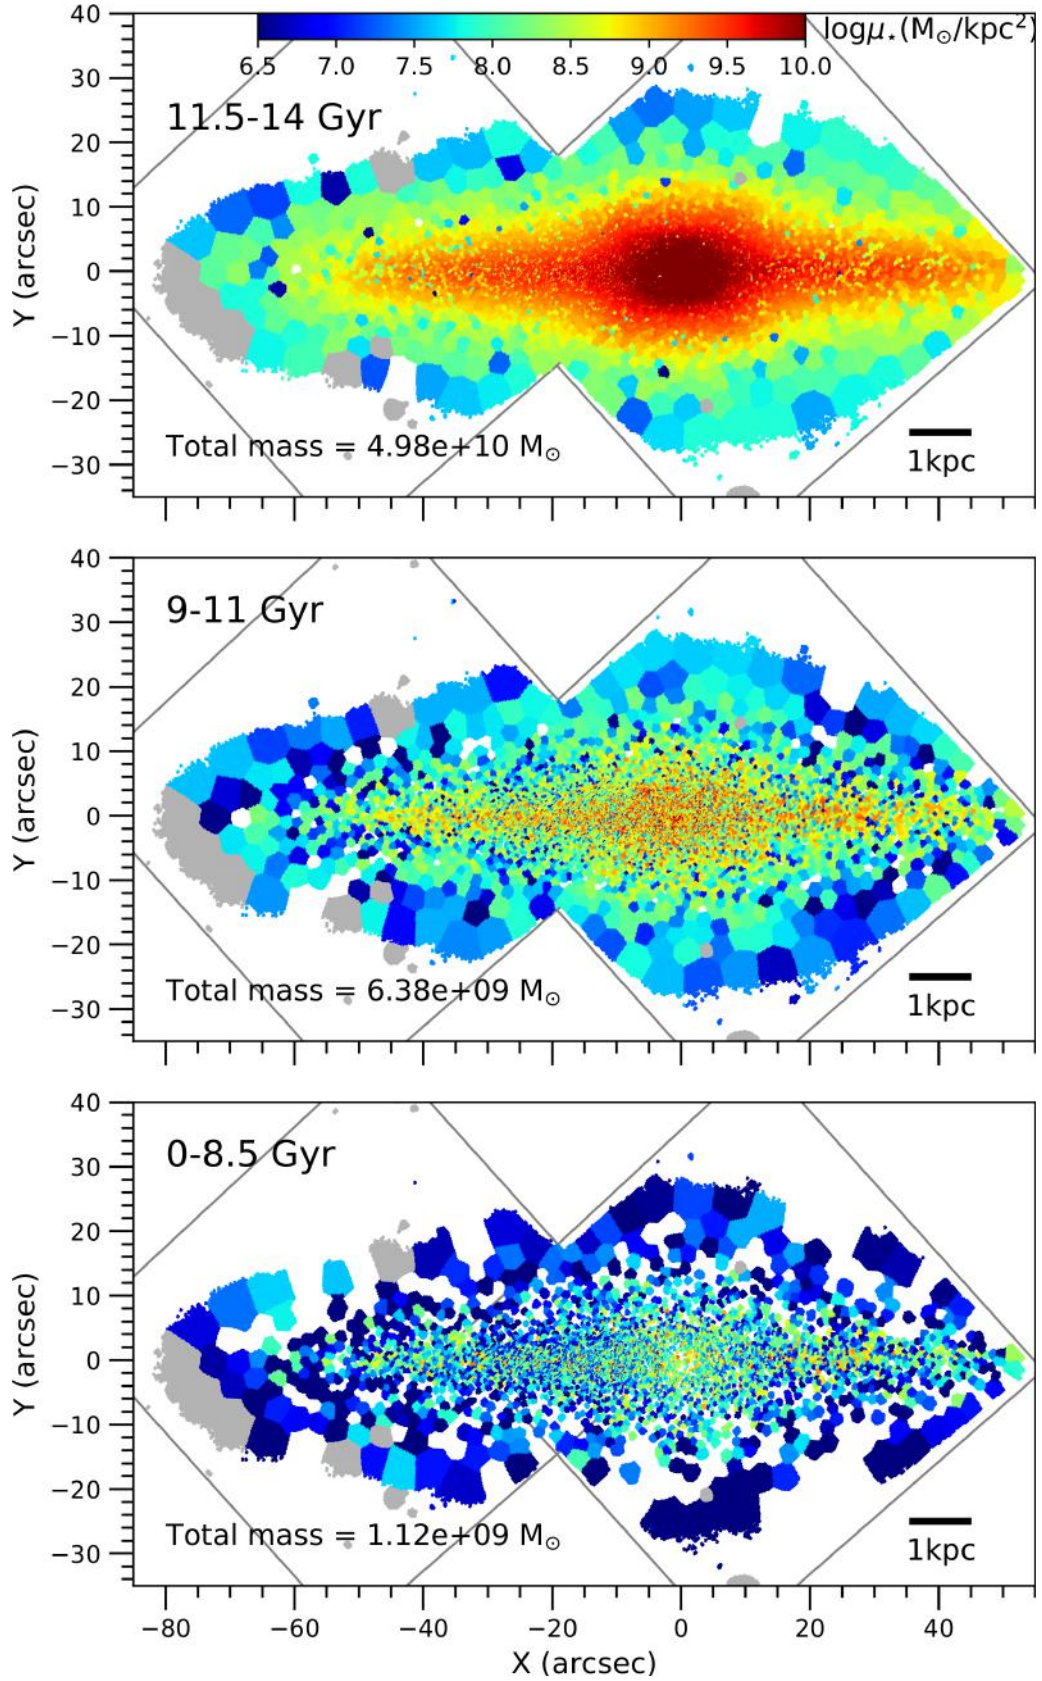 logμ⋆(M⊙/kpc²)
6.5 7.0 7.5 8.0 8.5 9.0 9.5 10.0
11.5-14 Gyr
40
30
20
10
0
−10
−20
−30
Y (arcsec)
Total mass = 4.98e+10 M⊙
1kpc
9-11 Gyr
40
30
20
10
0
−10
−20
−30
Y (arcsec)
Total mass = 6.38e+09 M⊙
1kpc
0-8.5 Gyr
40
30
20
10
0
−10
−20
−30
Y (arcsec)
Total mass = 1.12e+09 M⊙
1kpc
−80 −60 −40 −20 0 20 40
X (arcsec)